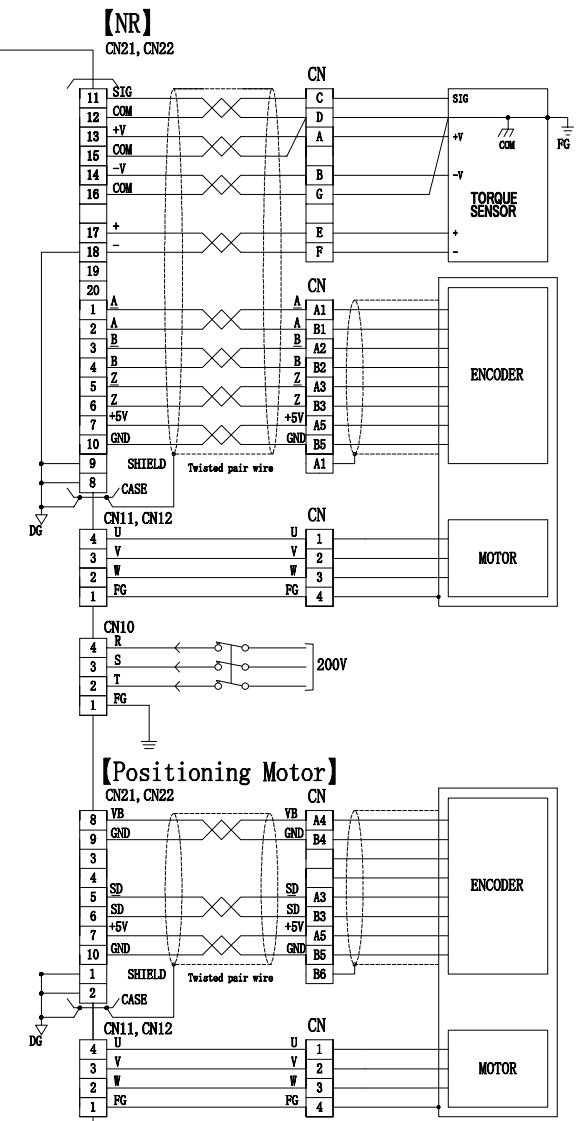 【NR】
CN21, CN22
CN
11 SIG C SIG
12 COM D
13 +V A +V
COM FG
15 COM
14 -V B -V
16 COM G
TORQUE
SENSOR
17 + E +
18 - F -
19
20
CN
1 A A A1
2 A A B1
3 B B A2
4 B B B2
ENCODER
5 Z Z A3
6 Z Z B3
7 +5V +5V A5
10 GND GND B5
9 SHIELD Twisted pair wire A1
8
CASE
DG
CN11, CN12
CN
4 U U 1
3 V V 2
MOTOR
2 W W 3
1 FG FG 4
CN10
4 R
3 S 200V
2 T
1 FG
【Positioning Motor】
CN21, CN22
CN
8 VB VB A4
9 GND GND B4
3
4
ENCODER
5 SD SD A3
6 SD SD B3
7 +5V +5V A5
10 GND GND B5
1 SHIELD Twisted pair wire B6
2
CASE
DG
CN11, CN12
CN
4 U U 1
3 V V 2
MOTOR
2 W W 3
1 FG FG 4